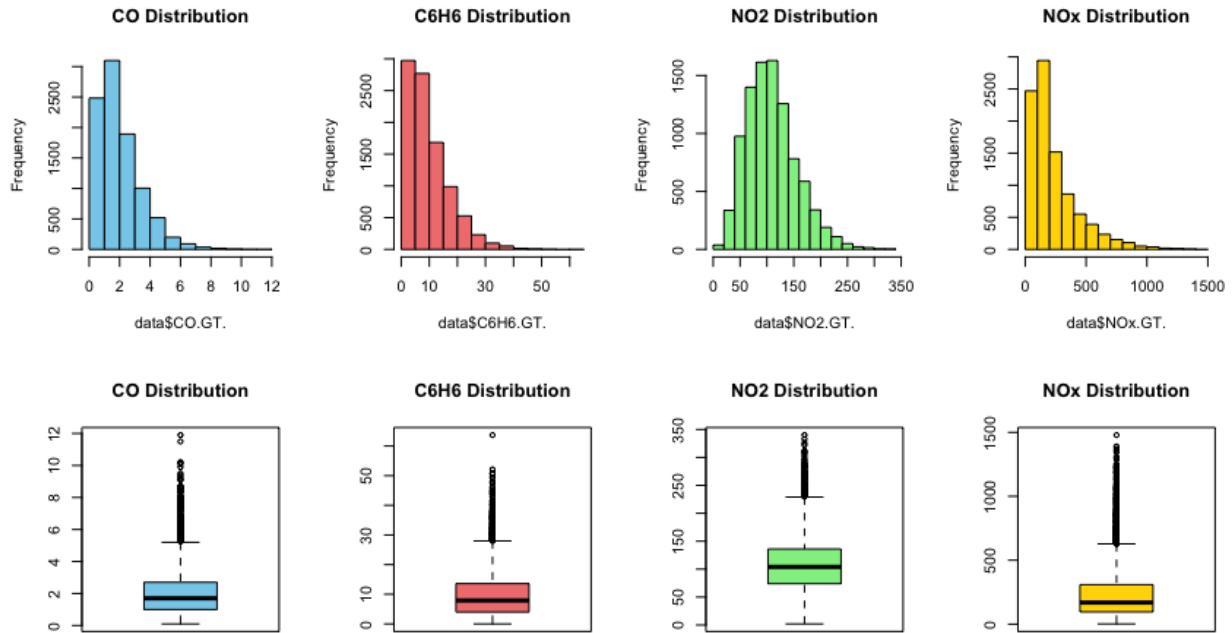 CO Distribution
C6H6 Distribution
NO2 Distribution
NOx Distribution
Frequency
0
500
1500
2500
0 2 4 6 8 10 12
data$CO.GT.
Frequency
0
500
1500
2500
0 10 30 50
data$C6H6.GT.
Frequency
0
500
1000
1500
0 50 150 250 350
data$NO2.GT.
Frequency
0
500
1500
2500
0 500 1000 1500
data$NOx.GT.
CO Distribution
C6H6 Distribution
NO2 Distribution
NOx Distribution
12
10
8
6
4
2
0
50
30
10
0
350
250
150
50
0
1500
1000
500
0